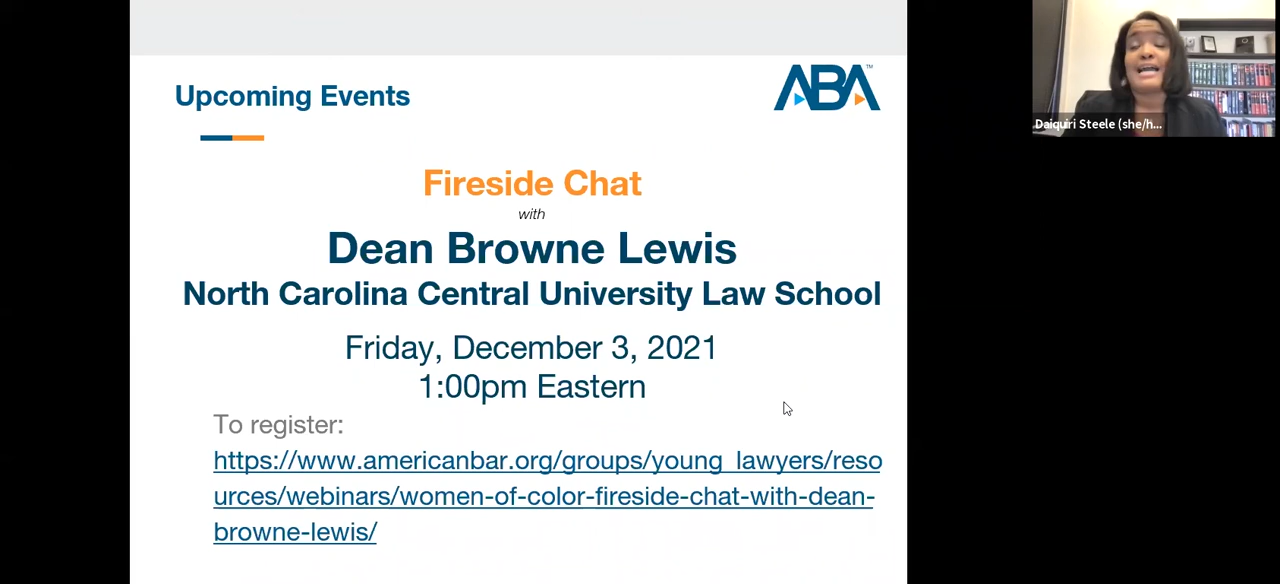 Upcoming Events
ABA™
Fireside Chat
with
Dean Browne Lewis
North Carolina Central University Law School
Friday, December 3, 2021
1:00pm Eastern
To register:
https://www.americanbar.org/groups/young_lawyers/reso
urces/webinars/women-of-color-fireside-chat-with-dean-
browne-lewis/
Daiquiri Steele (she/h...